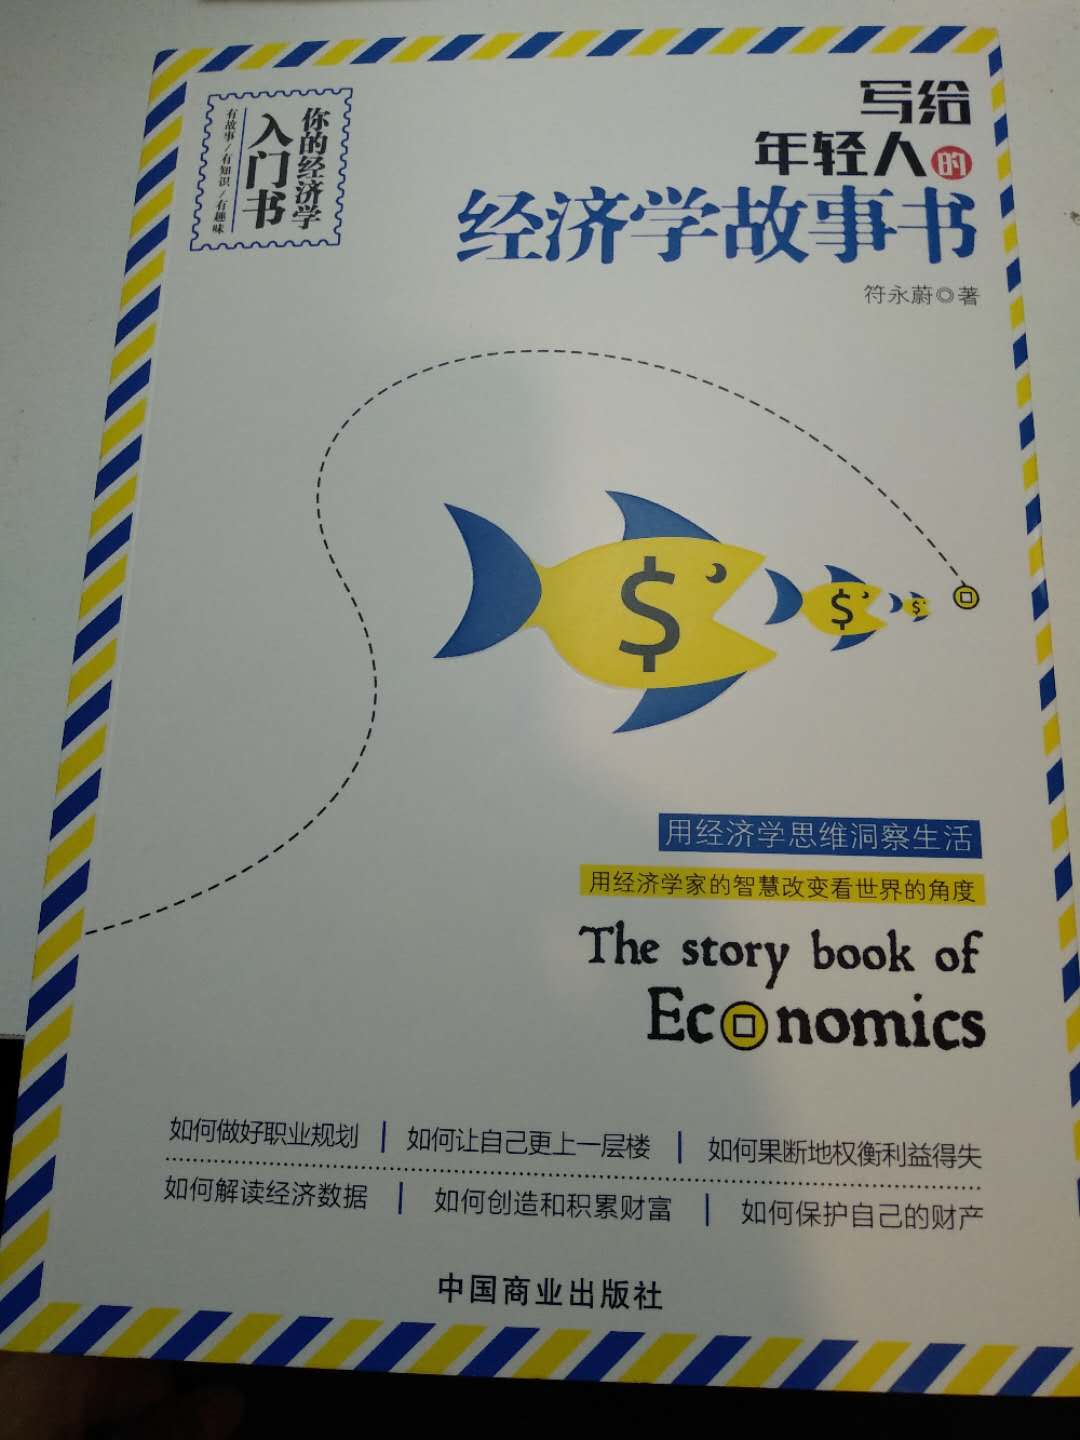 你的经济学
入门书
有故事/有知识/有趣味
写给
年轻人的
经济学故事书
符永蔚◎著
$
$
$
用经济学思维洞察生活
用经济学家的智慧改变看世界的角度
The story book of
Economics
如何做好职业规划 | 如何让自己更上一层楼 | 如何果断地权衡利益得失
如何解读经济数据 | 如何创造和积累财富 | 如何保护自己的财产
中国商业出版社